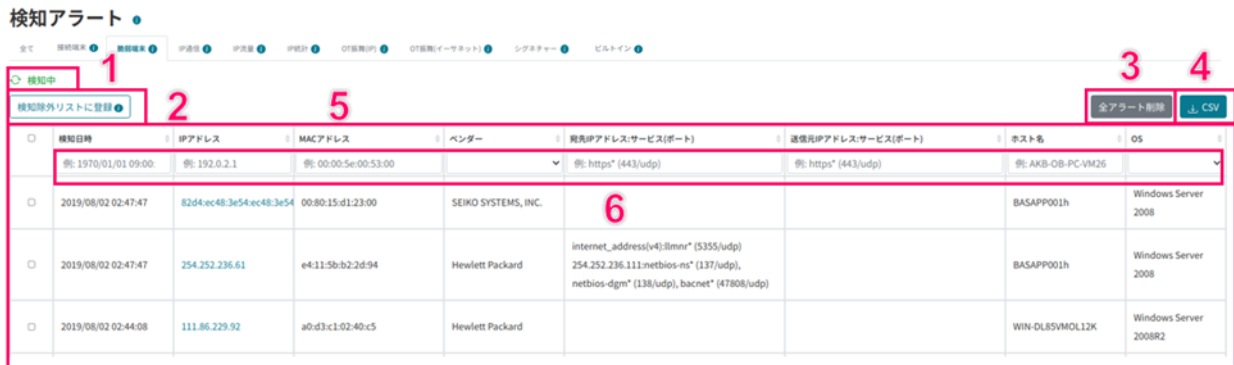 検知アラート
全て 接続端末 脆弱端末 IP通信 IP流量 IP統計 OT振舞(IP) OT振舞(イーサネット) シグネチャー ビルトイン
検知中 1
検知除外リストに登録 2 5 3 全アラート削除 4 CSV
検知日時 IPアドレス MACアドレス ベンダー 宛先IPアドレス:サービス(ポート) 送信元IPアドレス:サービス(ポート) ホスト名 OS
例: 1970/01/01 09:00: 例: 192.0.2.1 例: 00:00:5e:00:53:00 例: https* (443/udp) 例: https* (443/udp) 例: AKB-OB-PC-VM26
6
2019/08/02 02:47:47 82d4:ec48:3e54:ec48:3e54 00:80:15:d1:23:00 SEIKO SYSTEMS, INC. BASAPP001h Windows Server
2008
internet_address(v4):llmnr* (5355/udp)
2019/08/02 02:47:47 254.252.236.61 e4:11:5b:b2:2d:94 Hewlett Packard 254.252.236.111:netbios-ns* (137/udp), BASAPP001h Windows Server
netbios-dgm* (138/udp), bacnet* (47808/udp) 2008
2019/08/02 02:44:08 111.86.229.92 a0:d3:c1:02:40:c5 Hewlett Packard WIN-DL85VMOL12K Windows Server
2008R2